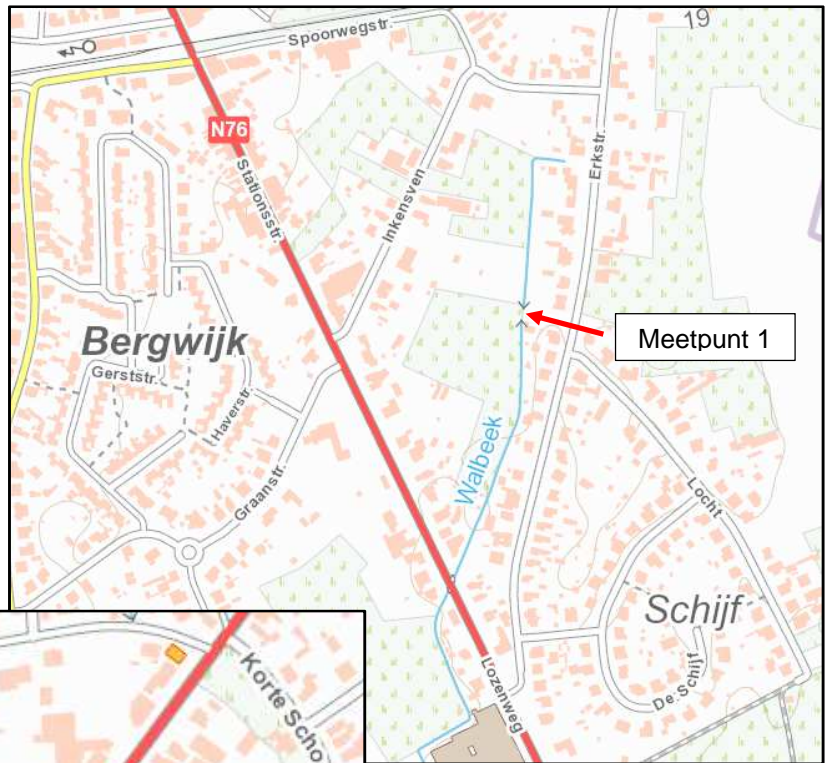 19
Spoorwegstr.
N76
Stationsstr.
Inkensven
Erkstr.
Meetpunt 1
Bergwijk
Gerststr.
Haverstr.
Graanstr.
Walbeek
Locht
Schijf
De Schijf
Lozenweg
Korte Scho